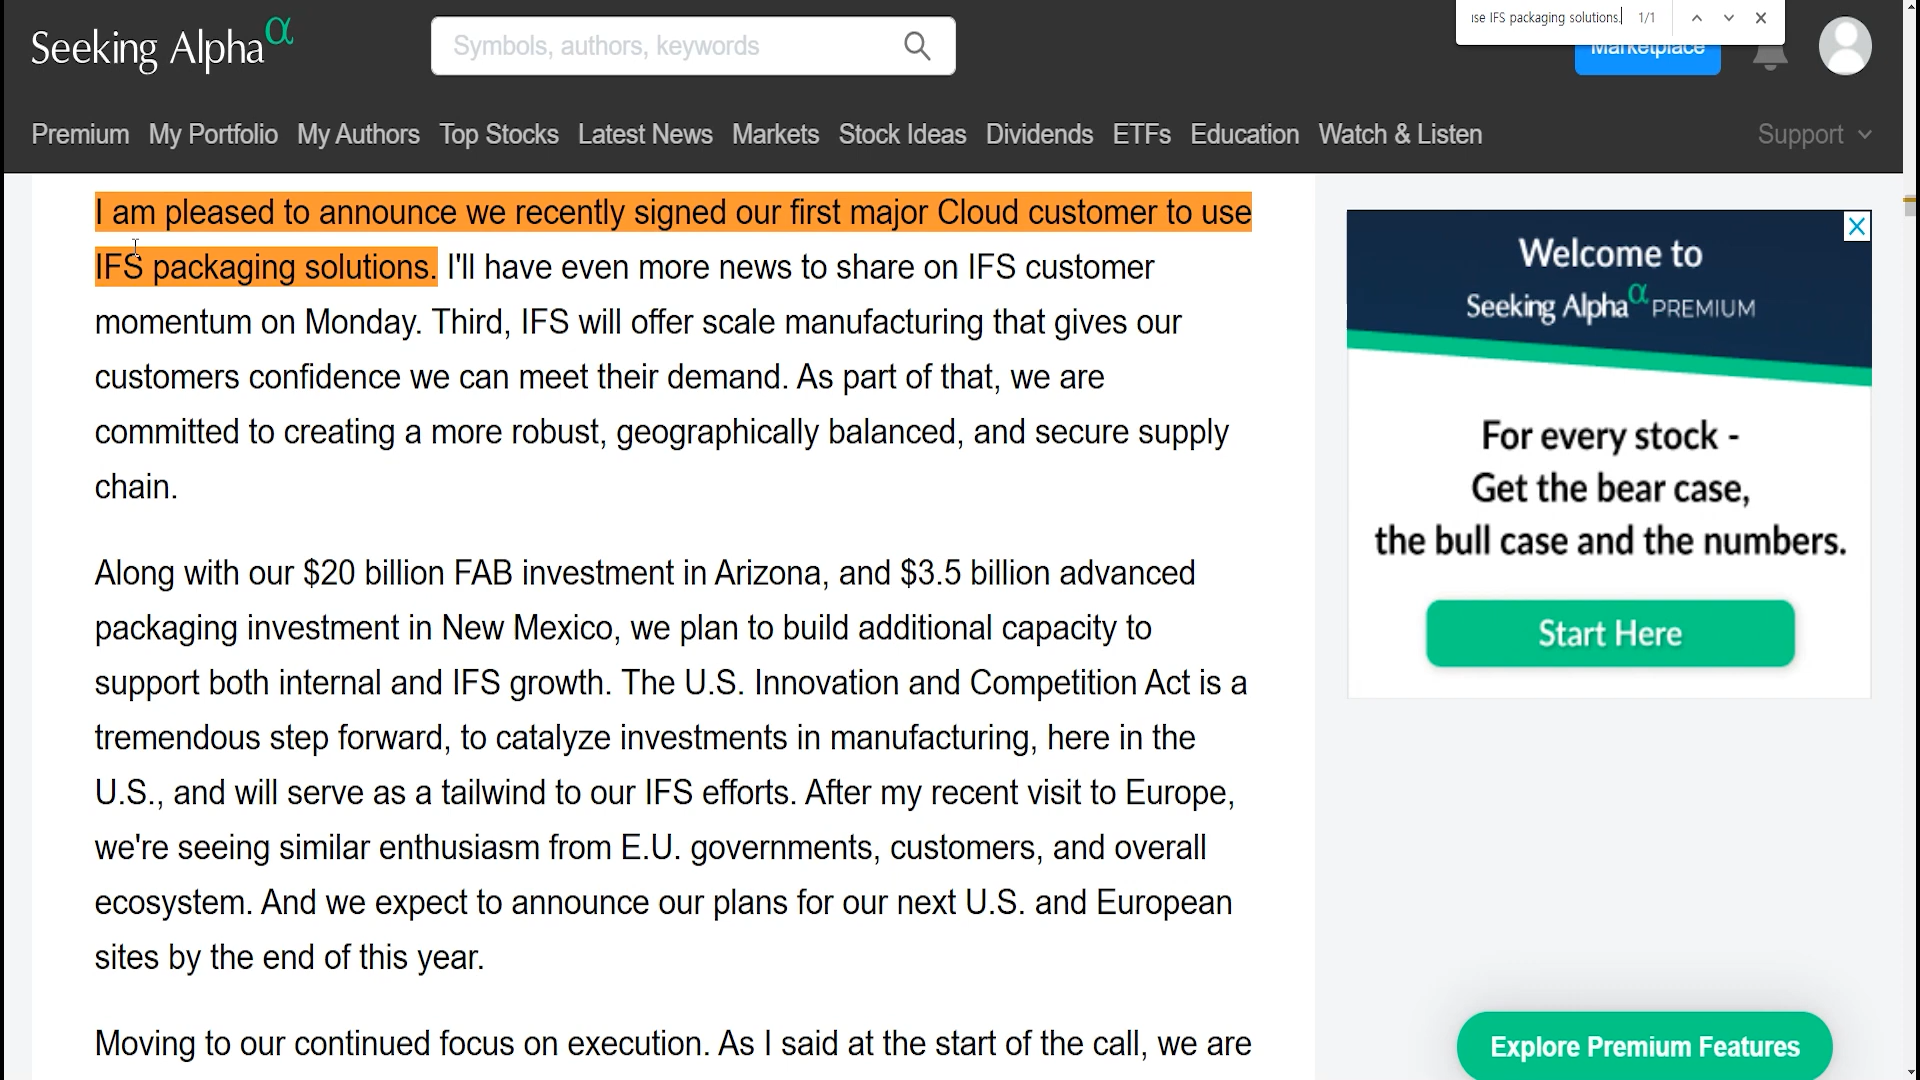 Seeking Alpha α
Symbols, authors, keywords
use IFS packaging solutions. 1/1
Marketplace
Premium My Portfolio My Authors Top Stocks Latest News Markets Stock Ideas Dividends ETFs Education Watch & Listen Support
I am pleased to announce we recently signed our first major Cloud customer to use
IFS packaging solutions. I'll have even more news to share on IFS customer
momentum on Monday. Third, IFS will offer scale manufacturing that gives our
customers confidence we can meet their demand. As part of that, we are
committed to creating a more robust, geographically balanced, and secure supply
chain.
Along with our $20 billion FAB investment in Arizona, and $3.5 billion advanced
packaging investment in New Mexico, we plan to build additional capacity to
support both internal and IFS growth. The U.S. Innovation and Competition Act is a
tremendous step forward, to catalyze investments in manufacturing, here in the
U.S., and will serve as a tailwind to our IFS efforts. After my recent visit to Europe,
we're seeing similar enthusiasm from E.U. governments, customers, and overall
ecosystem. And we expect to announce our plans for our next U.S. and European
sites by the end of this year.
Moving to our continued focus on execution. As I said at the start of the call, we are
Welcome to
Seeking Alpha α PREMIUM
For every stock -
Get the bear case,
the bull case and the numbers.
Start Here
Explore Premium Features